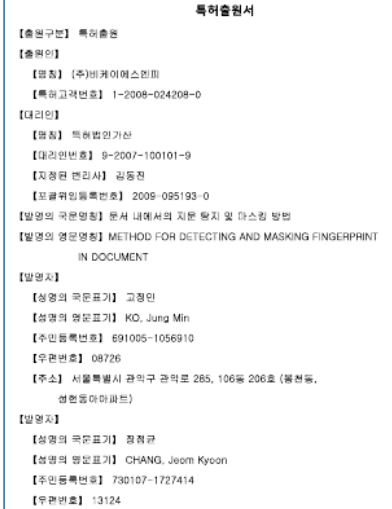 특허출원서
【출원구분】 특허출원
【출원인】
【명칭】 (주)비케이에스엔피
【특허고객번호】 1-2008-024208-0
【대리인】
【명칭】 특허법인가산
【대리인번호】 9-2007-100101-9
【지정된 변리사】 김동진
【포괄위임등록번호】 2009-095193-0
【발명의 국문명칭】 문서 내에서의 지문 탐지 및 마스킹 방법
【발명의 영문명칭】 METHOD FOR DETECTING AND MASKING FINGERPRINT
IN DOCUMENT
【발명자】
【성명의 국문표기】 고정민
【성명의 영문표기】 KO, Jung Min
【주민등록번호】 691005-1056910
【우편번호】 08726
【주소】 서울특별시 관악구 관악로 285, 106동 206호 (봉천동,
성현동아아파트)
【발명자】
【성명의 국문표기】 장점균
【성명의 영문표기】 CHANG, Jeom Kyoon
【주민등록번호】 730107-1727414
【우편번호】 13124